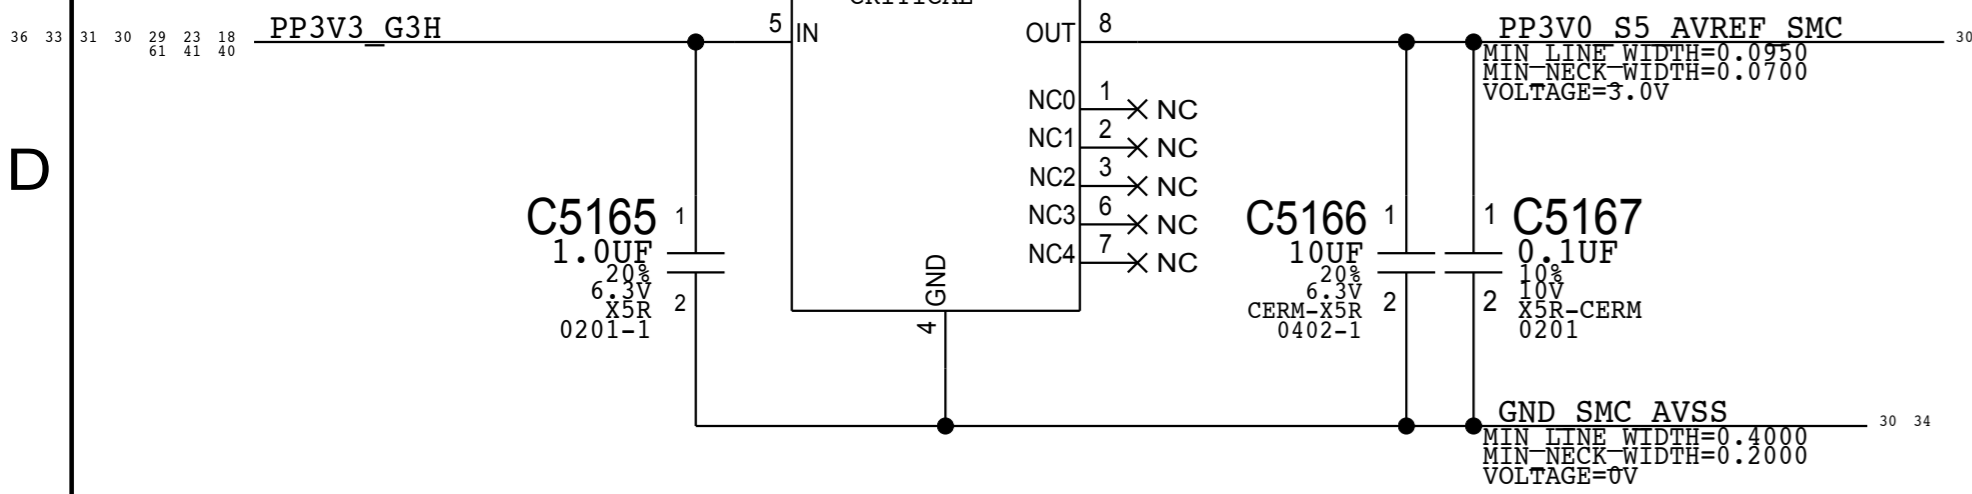 CRITICAL
36 33 31 30 29 23 18
61 41 40
PP3V3_G3H
5
IN
OUT
8
PP3V0_S5_AVREF_SMC
30
MIN_LINE_WIDTH=0.0950
MIN_NECK_WIDTH=0.0700
VOLTAGE=3.0V
NC0
1
NC
NC1
2
NC
NC2
3
NC
NC3
6
NC
NC4
7
NC
D
C5165
1
1.0UF
20%
6.3V
X5R
2
0201-1
GND
4
C5166
1
10UF
20%
6.3V
CERM-X5R
2
0402-1
1
C5167
0.1UF
10%
10V
2
X5R-CERM
0201
GND_SMC_AVSS
30 34
MIN_LINE_WIDTH=0.4000
MIN_NECK_WIDTH=0.2000
VOLTAGE=0V